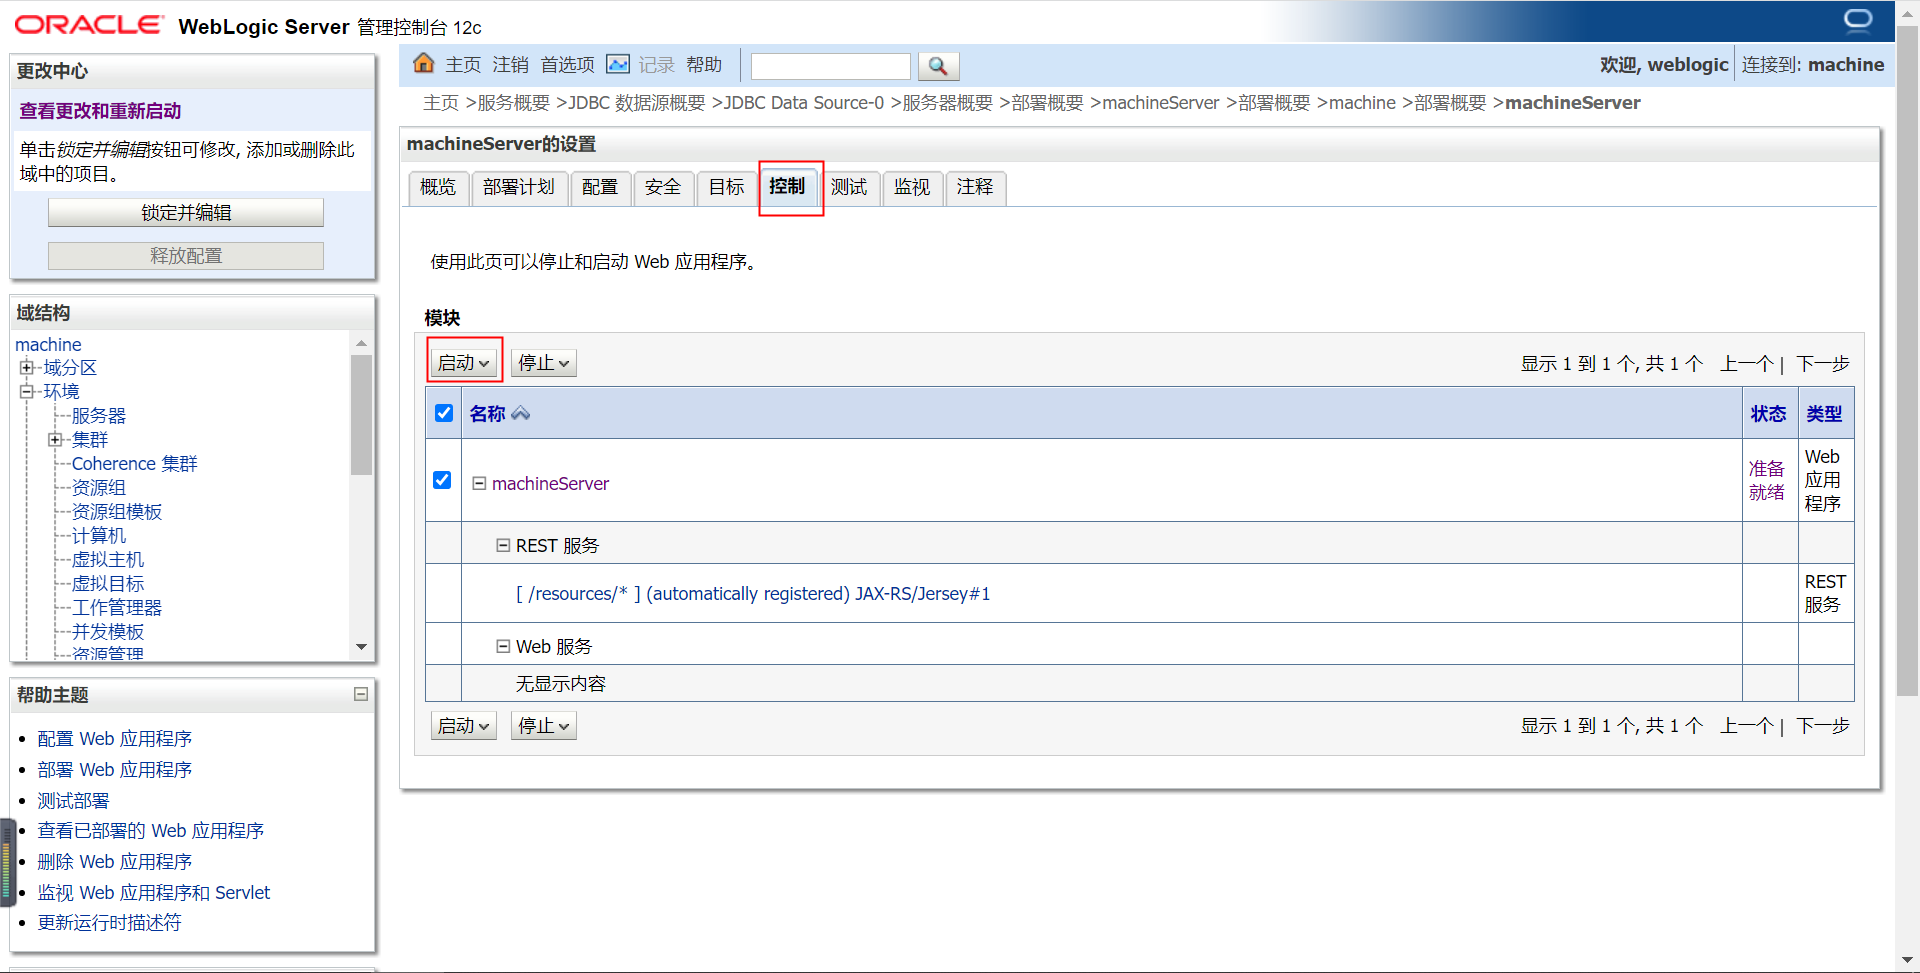 ORACLE WebLogic Server 管理控制台 12c
更改中心
查看更改和重新启动
单击锁定并编辑按钮可修改, 添加或删除此
域中的项目。
锁定并编辑
释放配置
域结构
machine
域分区
环境
服务器
集群
Coherence 集群
资源组
资源组模板
计算机
虚拟主机
虚拟目标
工作管理器
并发模板
资源管理
帮助主题
配置 Web 应用程序
部署 Web 应用程序
测试部署
查看已部署的 Web 应用程序
删除 Web 应用程序
监视 Web 应用程序和 Servlet
更新运行时描述符
主页 注销 首选项 记录 帮助
欢迎, weblogic 连接到: machine
主页 >服务概要 >JDBC 数据源概要 >JDBC Data Source-0 >服务器概要 >部署概要 >machineServer >部署概要 >machine >部署概要 >machineServer
machineServer的设置
概览 部署计划 配置 安全 目标 控制 测试 监视 注释
使用此页可以停止和启动 Web 应用程序。
模块
启动 停止 显示 1 到 1 个, 共 1 个 上一个 | 下一步
名称 状态 类型
machineServer 准备就绪 Web 应用程序
REST 服务
[ /resources/* ] (automatically registered) JAX-RS/Jersey#1 REST 服务
Web 服务
无显示内容
启动 停止 显示 1 到 1 个, 共 1 个 上一个 | 下一步